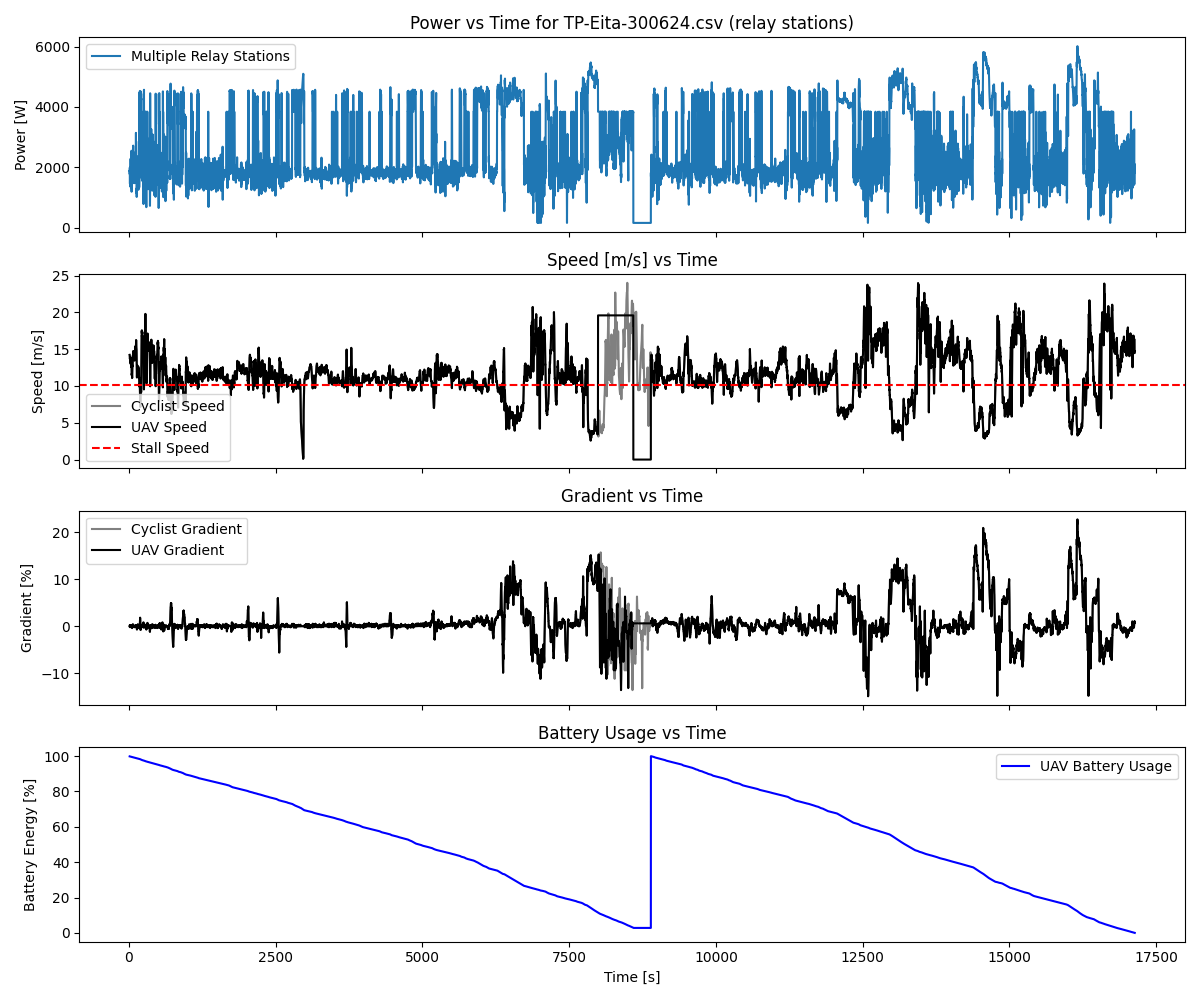 Power vs Time for TP-Eita-300624.csv (relay stations)
Power [W]
6000
4000
2000
0
Multiple Relay Stations
Speed [m/s] vs Time
Speed [m/s]
25
20
15
10
5
0
Cyclist Speed
UAV Speed
Stall Speed
Gradient vs Time
Gradient [%]
20
10
0
−10
Cyclist Gradient
UAV Gradient
Battery Usage vs Time
Battery Energy [%]
100
80
60
40
20
0
UAV Battery Usage
0 2500 5000 7500 10000 12500 15000 17500
Time [s]